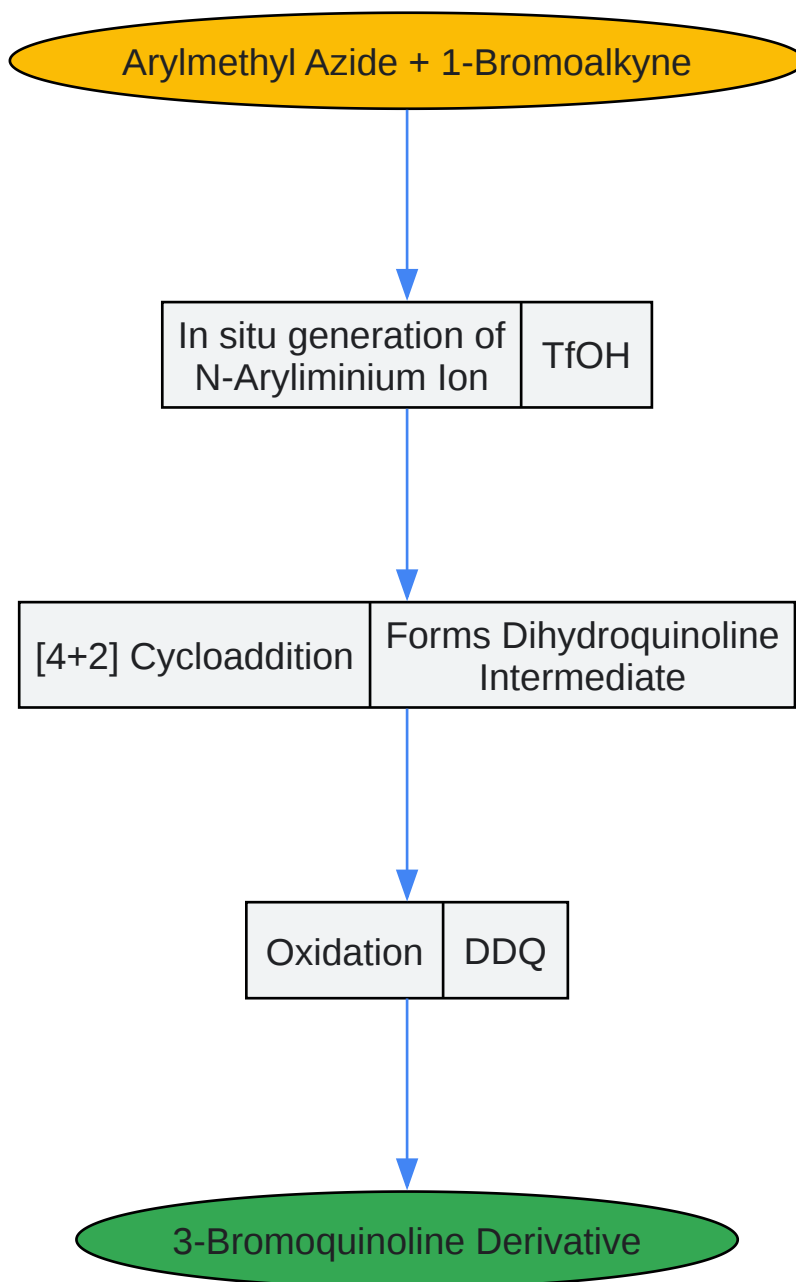 Arylmethyl Azide + 1-Bromoalkyne
In situ generation of
N-Aryliminium Ion
TfOH
[4+2] Cycloaddition
Forms Dihydroquinoline
Intermediate
Oxidation
DDQ
3-Bromoquinoline Derivative